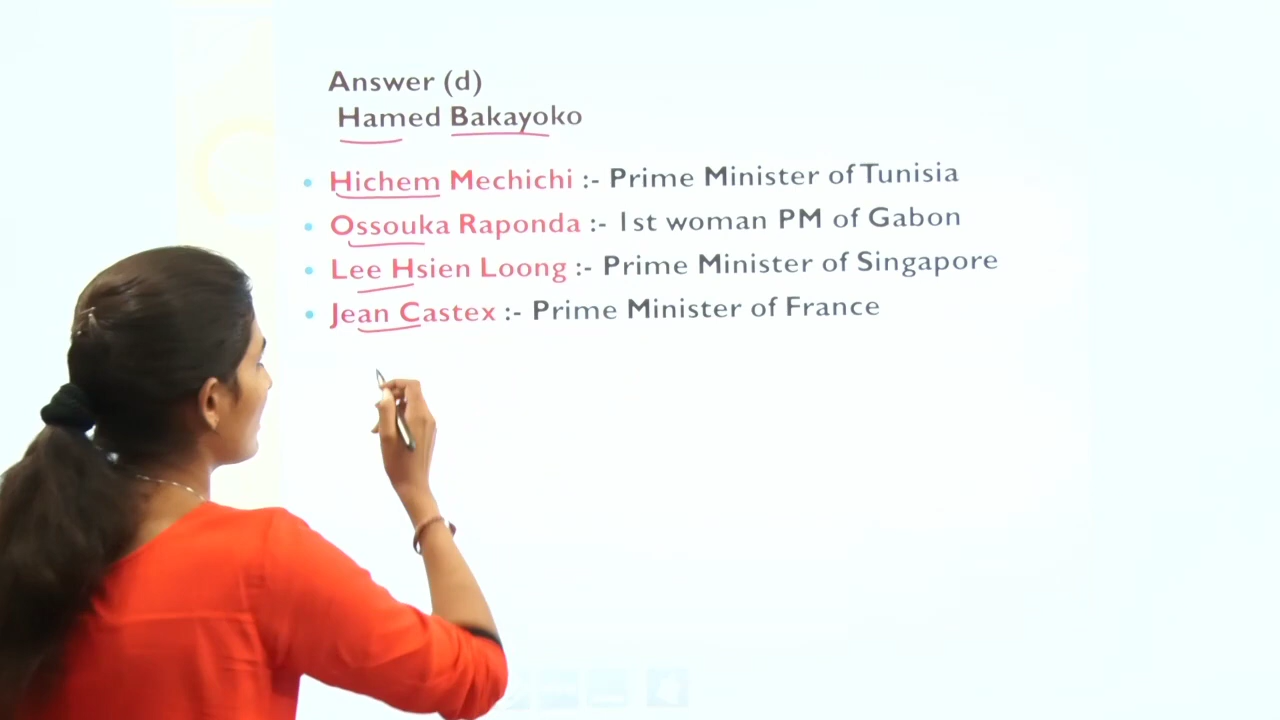 Answer (d)
Hamed Bakayoko
• Hichem Mechichi :- Prime Minister of Tunisia
• Ossouka Raponda :- 1st woman PM of Gabon
• Lee Hsien Loong :- Prime Minister of Singapore
• Jean Castex :- Prime Minister of France